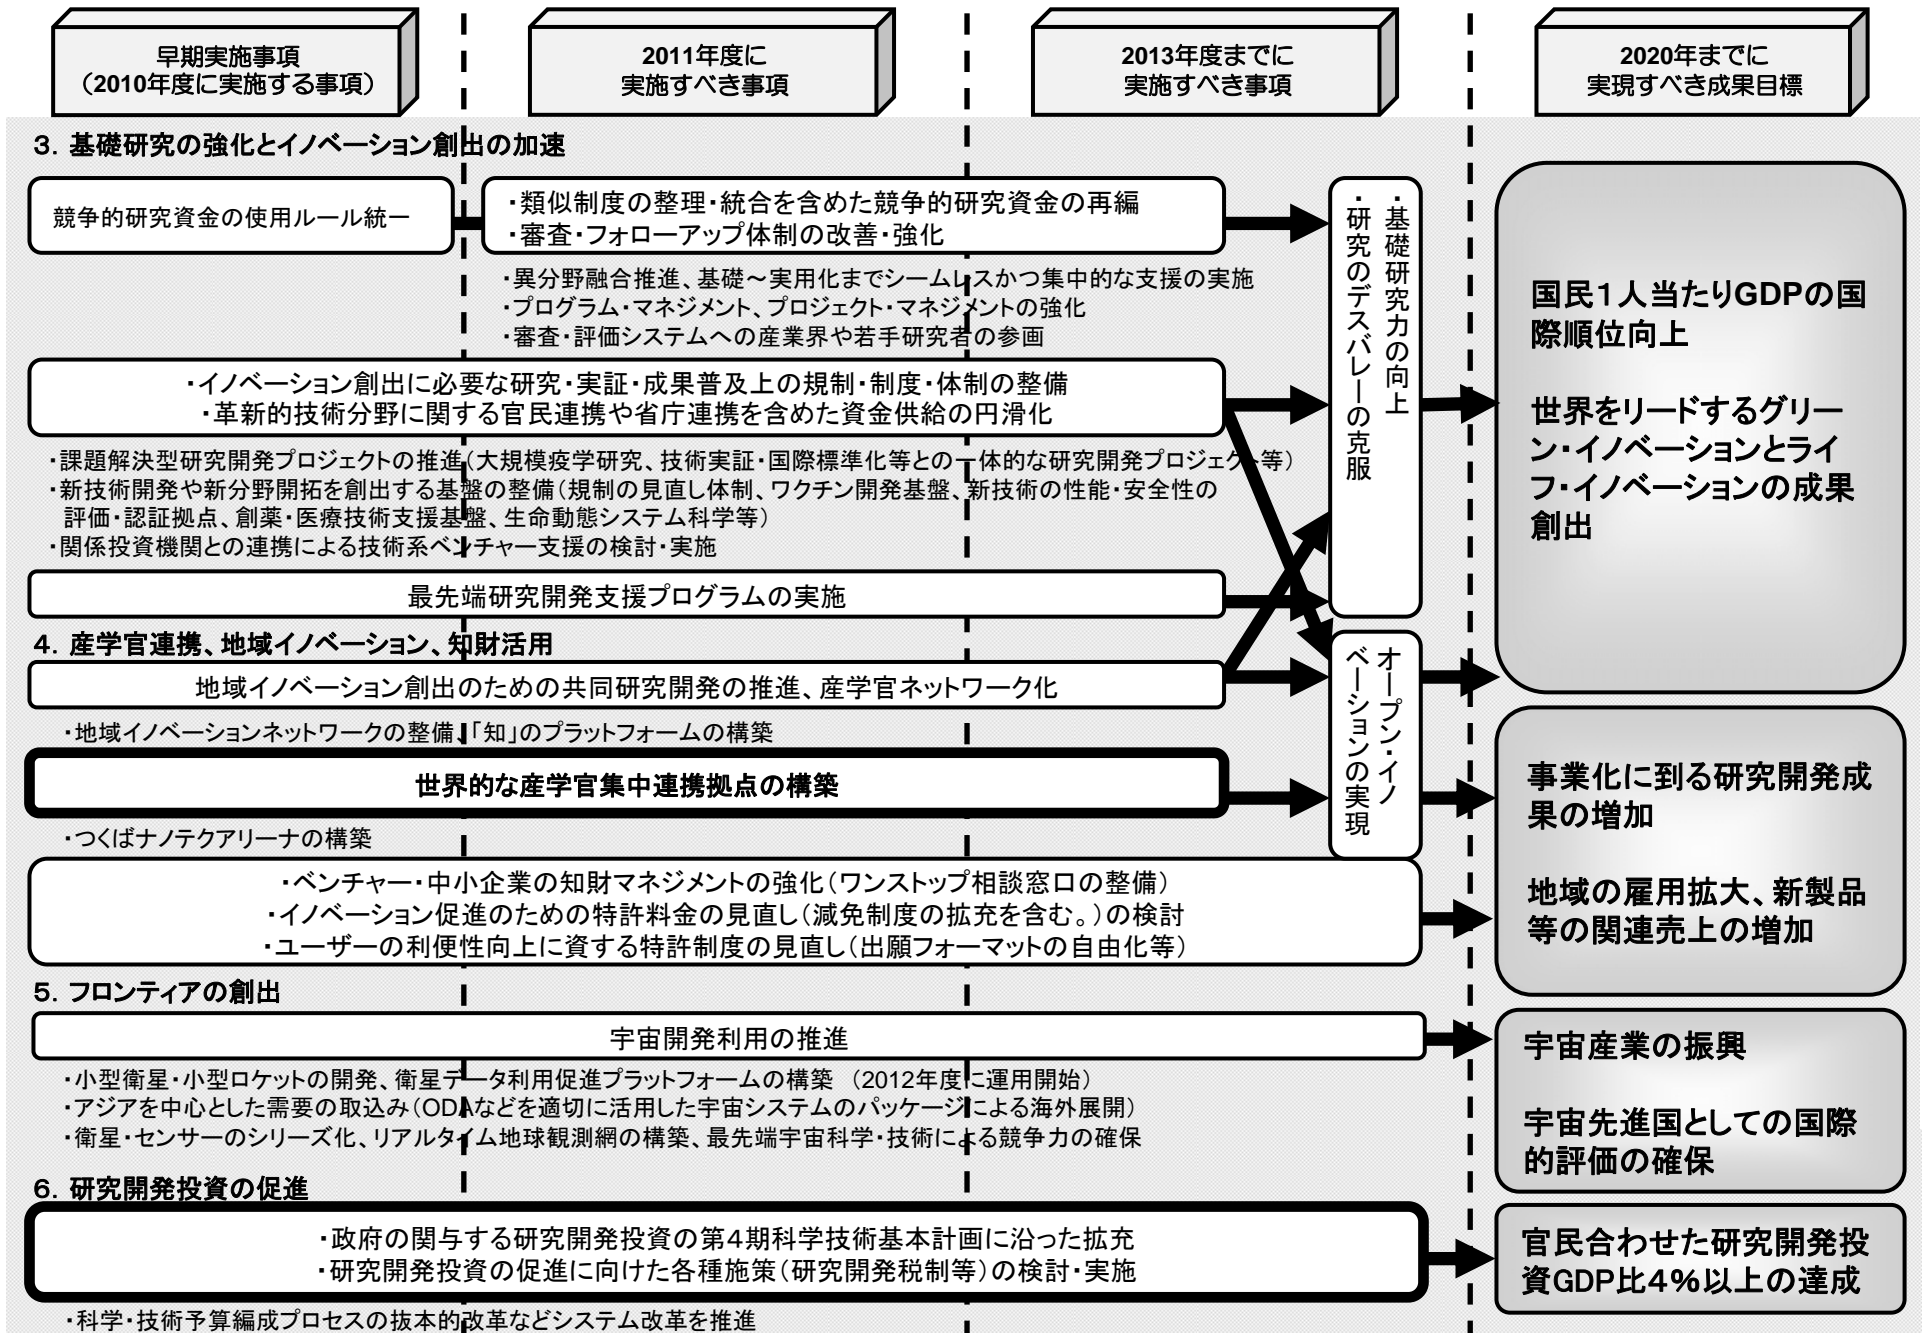 早期実施事項
（2010年度に実施する事項）
2011年度に
実施すべき事項
2013年度までに
実施すべき事項
2020年までに
実現すべき成果目標
３．基礎研究の強化とイノベーション創出の加速
競争的研究資金の使用ルール統一
・類似制度の整理・統合を含めた競争的研究資金の再編
・審査・フォローアップ体制の改善・強化
・異分野融合推進、基礎～実用化までシームレスかつ集中的な支援の実施
・プログラム・マネジメント、プロジェクト・マネジメントの強化
・審査・評価システムへの産業界や若手研究者の参画
・イノベーション創出に必要な研究・実証・成果普及上の規制・制度・体制の整備
・革新的技術分野に関する官民連携や省庁連携を含めた資金供給の円滑化
・課題解決型研究開発プロジェクトの推進（大規模疫学研究、技術実証・国際標準化等との一体的な研究開発プロジェクト等）
・新技術開発や新分野開拓を創出する基盤の整備（規制の見直し体制、ワクチン開発基盤、新技術の性能・安全性の
評価・認証拠点、創薬・医療技術支援基盤、生命動態システム科学等）
・関係投資機関との連携による技術系ベンチャー支援の検討・実施
最先端研究開発支援プログラムの実施
・基礎研究力の向上
・研究のデスバレーの克服
国民１人当たりGDPの国
際順位向上
世界をリードするグリー
ン・イノベーションとライ
フ・イノベーションの成果
創出
４．産学官連携、地域イノベーション、知財活用
地域イノベーション創出のための共同研究開発の推進、産学官ネットワーク化
・地域イノベーションネットワークの整備、「知」のプラットフォームの構築
世界的な産学官集中連携拠点の構築
・つくばナノテクアリーナの構築
オープン・イノ
ベーションの実現
・ベンチャー・中小企業の知財マネジメントの強化（ワンストップ相談窓口の整備）
・イノベーション促進のための特許料金の見直し（減免制度の拡充を含む。）の検討
・ユーザーの利便性向上に資する特許制度の見直し（出願フォーマットの自由化等）
事業化に到る研究開発成
果の増加
地域の雇用拡大、新製品
等の関連売上の増加
５．フロンティアの創出
宇宙開発利用の推進
・小型衛星・小型ロケットの開発、衛星データ利用促進プラットフォームの構築 （2012年度に運用開始）
・アジアを中心とした需要の取込み（ODAなどを適切に活用した宇宙システムのパッケージによる海外展開）
・衛星・センサーのシリーズ化、リアルタイム地球観測網の構築、最先端宇宙科学・技術による競争力の確保
宇宙産業の振興
宇宙先進国としての国際
的評価の確保
６．研究開発投資の促進
・政府の関与する研究開発投資の第４期科学技術基本計画に沿った拡充
・研究開発投資の促進に向けた各種施策（研究開発税制等）の検討・実施
・科学・技術予算編成プロセスの抜本的改革などシステム改革を推進
官民合わせた研究開発投
資GDP比４％以上の達成